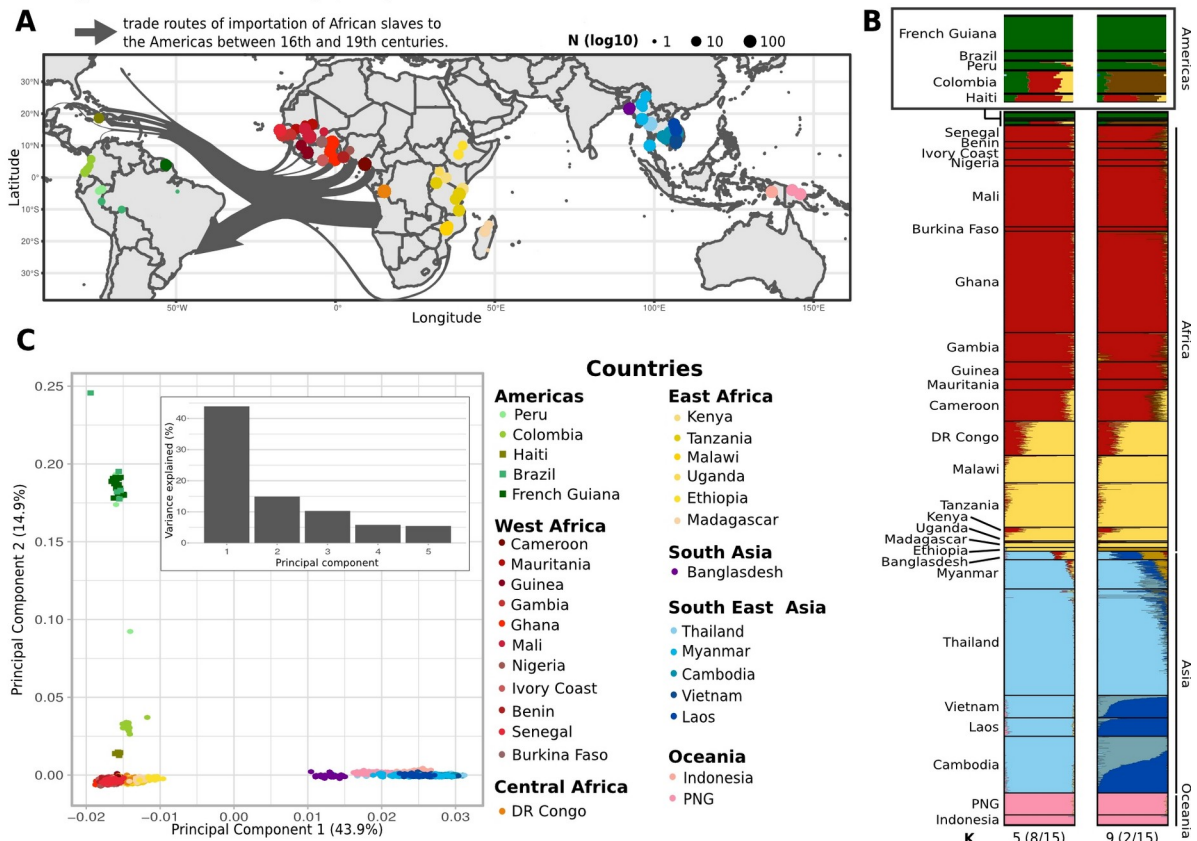 A
trade routes of importation of African slaves to
the Americas between 16th and 19th centuries.
N (log10) 1 10 100
30°N
20°N
10°N
0°
10°S
20°S
30°S
Latitude
50°W 0° 50°E 100°E 150°E
Longitude
B
French Guiana
Brazil
Peru
Colombia
Haiti
Americas
Senegal
Benin
Ivory Coast
Nigeria
Mali
Burkina Faso
Ghana
Gambia
Guinea
Mauritania
Cameroon
DR Congo
Malawi
Tanzania
Kenya
Uganda
Madagascar
Ethiopia
Africa
Bangladesh
Myanmar
Thailand
Vietnam
Laos
Cambodia
Asia
PNG
Indonesia
Oceania
K 5 (8/15) 9 (2/15)
C
0.25
0.20
0.15
0.10
0.05
0.00
Principal Component 2 (14.9%)
−0.02 −0.01 0.00 0.01 0.02 0.03
Principal Component 1 (43.9%)
Variance explained (%)
40
30
20
10
0
1 2 3 4 5
Principal component
Countries
Americas
Peru
Colombia
Haiti
Brazil
French Guiana
West Africa
Cameroon
Mauritania
Guinea
Gambia
Ghana
Mali
Nigeria
Ivory Coast
Benin
Senegal
Burkina Faso
Central Africa
DR Congo
East Africa
Kenya
Tanzania
Malawi
Uganda
Ethiopia
Madagascar
South Asia
Banglasdesh
South East Asia
Thailand
Myanmar
Cambodia
Vietnam
Laos
Oceania
Indonesia
PNG